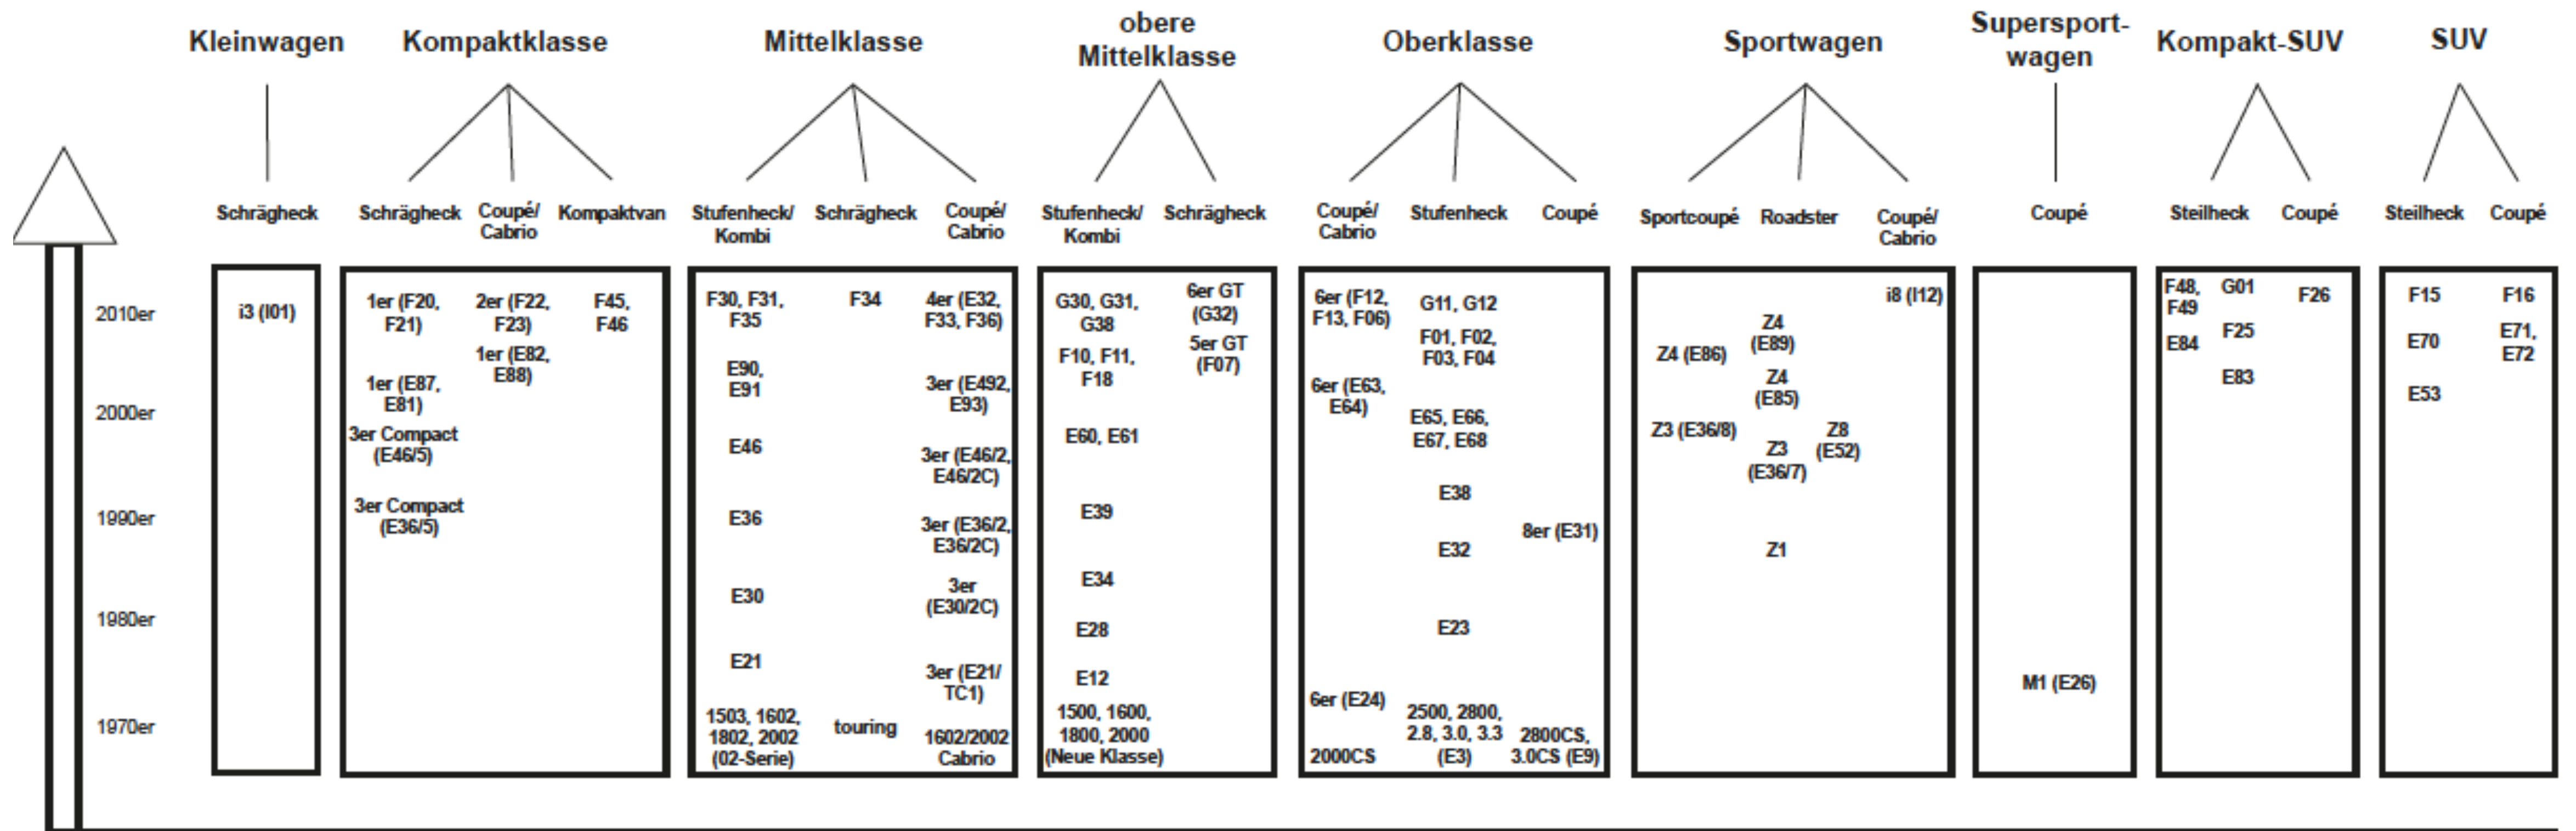 Kleinwagen
Kompaktklasse
Mittelklasse
obere
Mittelklasse
Oberklasse
Sportwagen
Supersport-
wagen
Kompakt-SUV
SUV
Schrägheck
Schrägheck
Coupé/
Cabrio
Kompaktvan
Stufenheck/
Kombi
Schrägheck
Coupé/
Cabrio
Stufenheck/
Kombi
Schrägheck
Coupé/
Cabrio
Stufenheck
Coupé
Sportcoupé
Roadster
Coupé/
Cabrio
Coupé
Steilheck
Coupé
Steilheck
Coupé
2010er
2000er
1990er
1980er
1970er
i3 (I01)
1er (F20,
F21)
1er (E87,
E81)
3er Compact
(E46/5)
3er Compact
(E36/5)
2er (F22,
F23)
1er (E82,
E88)
F45,
F46
F30, F31,
F35
E90,
E91
E46
E36
E30
E21
1503, 1602,
1802, 2002
(02-Serie)
F34
touring
4er (E32,
F33, F36)
3er (E492,
E93)
3er (E46/2,
E46/2C)
3er (E36/2,
E36/2C)
3er
(E30/2C)
3er (E21/
TC1)
1602/2002
Cabrio
G30, G31,
G38
F10, F11,
F18
E60, E61
E39
E34
E28
E12
1500, 1600,
1800, 2000
(Neue Klasse)
6er GT
(G32)
5er GT
(F07)
6er (F12,
F13, F06)
6er (E63,
E64)
6er (E24)
2000CS
G11, G12
F01, F02,
F03, F04
E65, E66,
E67, E68
E38
E32
E23
2500, 2800,
2.8, 3.0, 3.3
(E3)
8er (E31)
2800CS,
3.0CS (E9)
Z4 (E86)
Z3 (E36/8)
Z4
(E89)
Z4
(E85)
Z3
(E36/7)
Z8
(E52)
Z1
i8 (I12)
M1 (E26)
F48,
F49
E84
G01
F25
E83
F26
F15
E70
E53
F16
E71,
E72